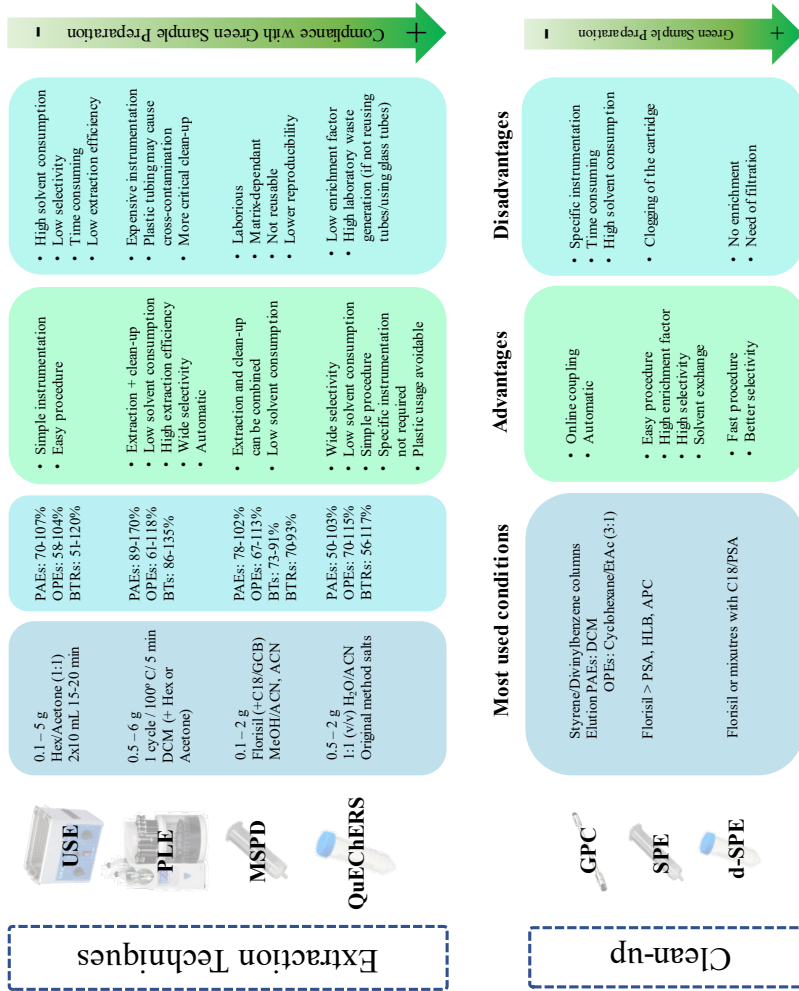 Extraction Techniques
USE
0.1 – 5 g
Hex/Acetone (1:1)
2x10 mL 15-20 min
PAEs: 70-107%
OPEs: 58-104%
BTRs: 51-120%
• Simple instrumentation
• Easy procedure
• High solvent consumption
• Low selectivity
• Time consuming
• Low extraction efficiency
PLE
0.5 – 6 g
1 cycle / 100º C/ 5 min
DCM (+ Hex or
Acetone)
PAEs: 89-170%
OPEs: 61-118%
BTs: 86-135%
• Extraction + clean-up
• Low solvent consumption
• High extraction efficiency
• Wide selectivity
• Automatic
• Expensive instrumentation
• Plastic tubing may cause
cross-contamination
• More critical clean-up
MSPD
0.1 – 2 g
Florisil (+C18/GCB)
MeOH/ACN, ACN
PAEs: 78-102%
OPEs: 67-113%
BTs: 73-91%
BTRs: 70-93%
• Extraction and clean-up
can be combined
• Low solvent consumption
• Laborious
• Matrix-dependant
• Not reusable
• Lower reproducibility
QuEChERS
0.5 – 2 g
1:1 (v/v) H₂O/ACN
Original method salts
PAEs: 50-103%
OPEs: 70-115%
BTRs: 56-117%
• Wide selectivity
• Low solvent consumption
• Simple procedure
• Specific instrumentation
not required
• Plastic usage avoidable
• Low enrichment factor
• High laboratory waste
generation (if not reusing
tubes/using glass tubes)
-
Compliance with Green Sample Preparation
+
Most used conditions
Advantages
Disadvantages
Clean-up
GPC
Styrene/Divinylbenzene columns
Elution PAEs: DCM
OPEs: Cyclohexane/EtAc (3:1)
• Online coupling
• Automatic
• Specific instrumentation
• Time consuming
• High solvent consumption
SPE
Florisil > PSA, HLB, APC
• Easy procedure
• High enrichment factor
• High selectivity
• Solvent exchange
• Clogging of the cartridge
d-SPE
Florisil or mixutres with C18/PSA
• Fast procedure
• Better selectivity
• No enrichment
• Need of filtration
-
Green Sample
Preparation
+